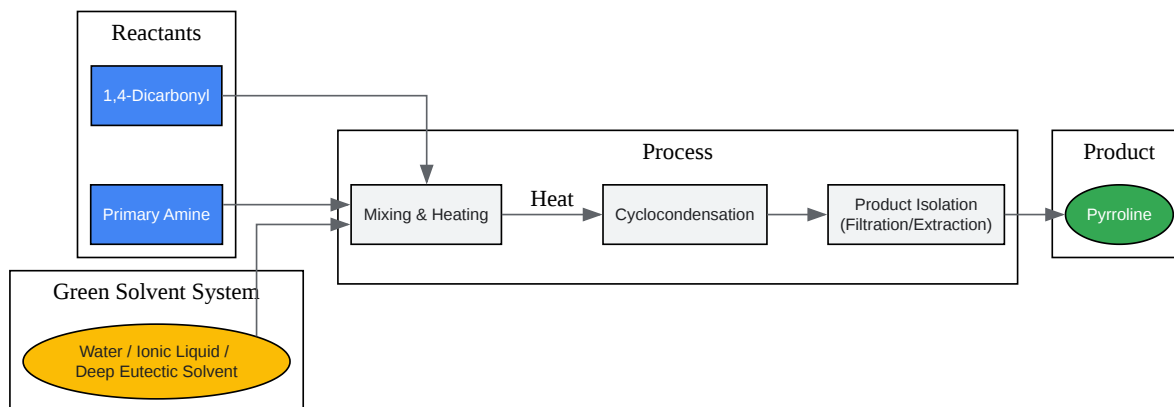 Reactants
1,4-Dicarbonyl
Primary Amine
Green Solvent System
Water / Ionic Liquid /
Deep Eutectic Solvent
Process
Mixing & Heating
Heat
Cyclocondensation
Product Isolation
(Filtration/Extraction)
Product
Pyrroline